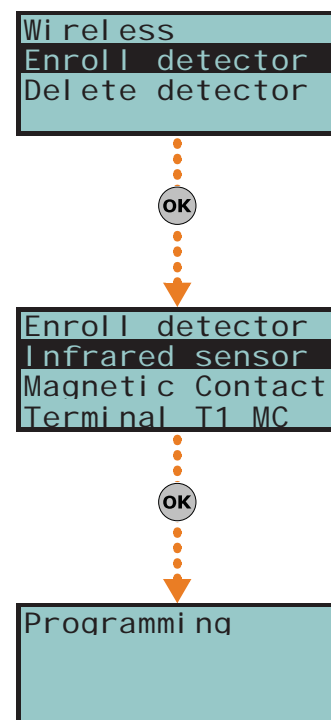 Wireless
Enroll detector
Delete detector
OK
Enroll detector
Infrared sensor
Magnetic Contact
Terminal T1 MC
OK
Programming